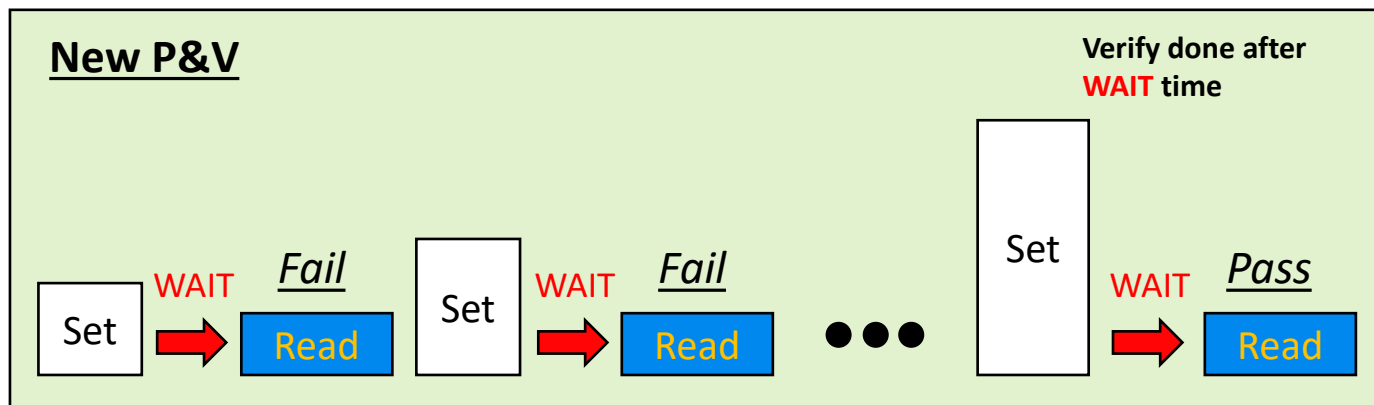 New P&V
Verify done after
WAIT time
Set
WAIT
Fail
Read
Set
WAIT
Fail
Read
Set
WAIT
Pass
Read